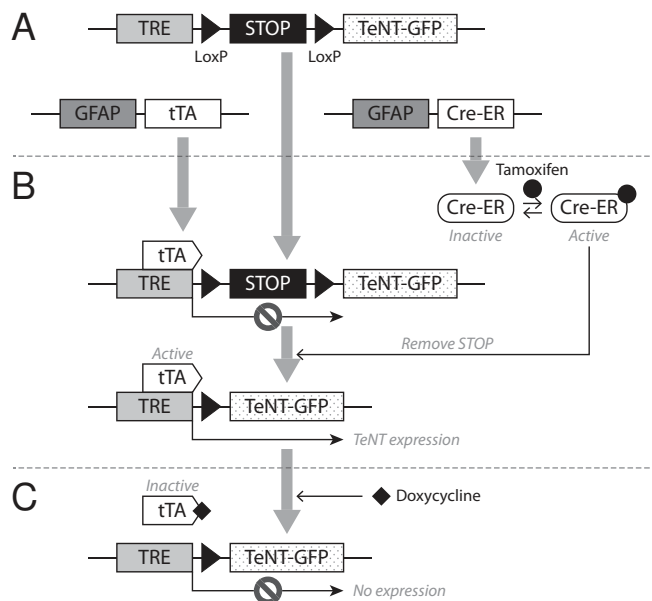 A
TRE STOP TeNT-GFP
LoxP LoxP
GFAP tTA GFAP Cre-ER
B
Tamoxifen
Cre-ER Cre-ER
Inactive Active
tTA
TRE STOP TeNT-GFP
Remove STOP
Active
tTA
TRE TeNT-GFP
TeNT expression
C
Inactive
tTA Doxycycline
TRE TeNT-GFP
No expression